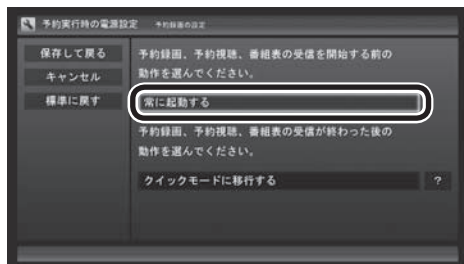 予約実行時の電源設定 予約録画の設定
保存して戻る
キャンセル
標準に戻す
予約録画、予約視聴、番組表の受信を開始する前の
動作を選んでください。
常に起動する
予約録画、予約視聴、番組表の受信が終わった後の
動作を選んでください。
クイックモードに移行する ?